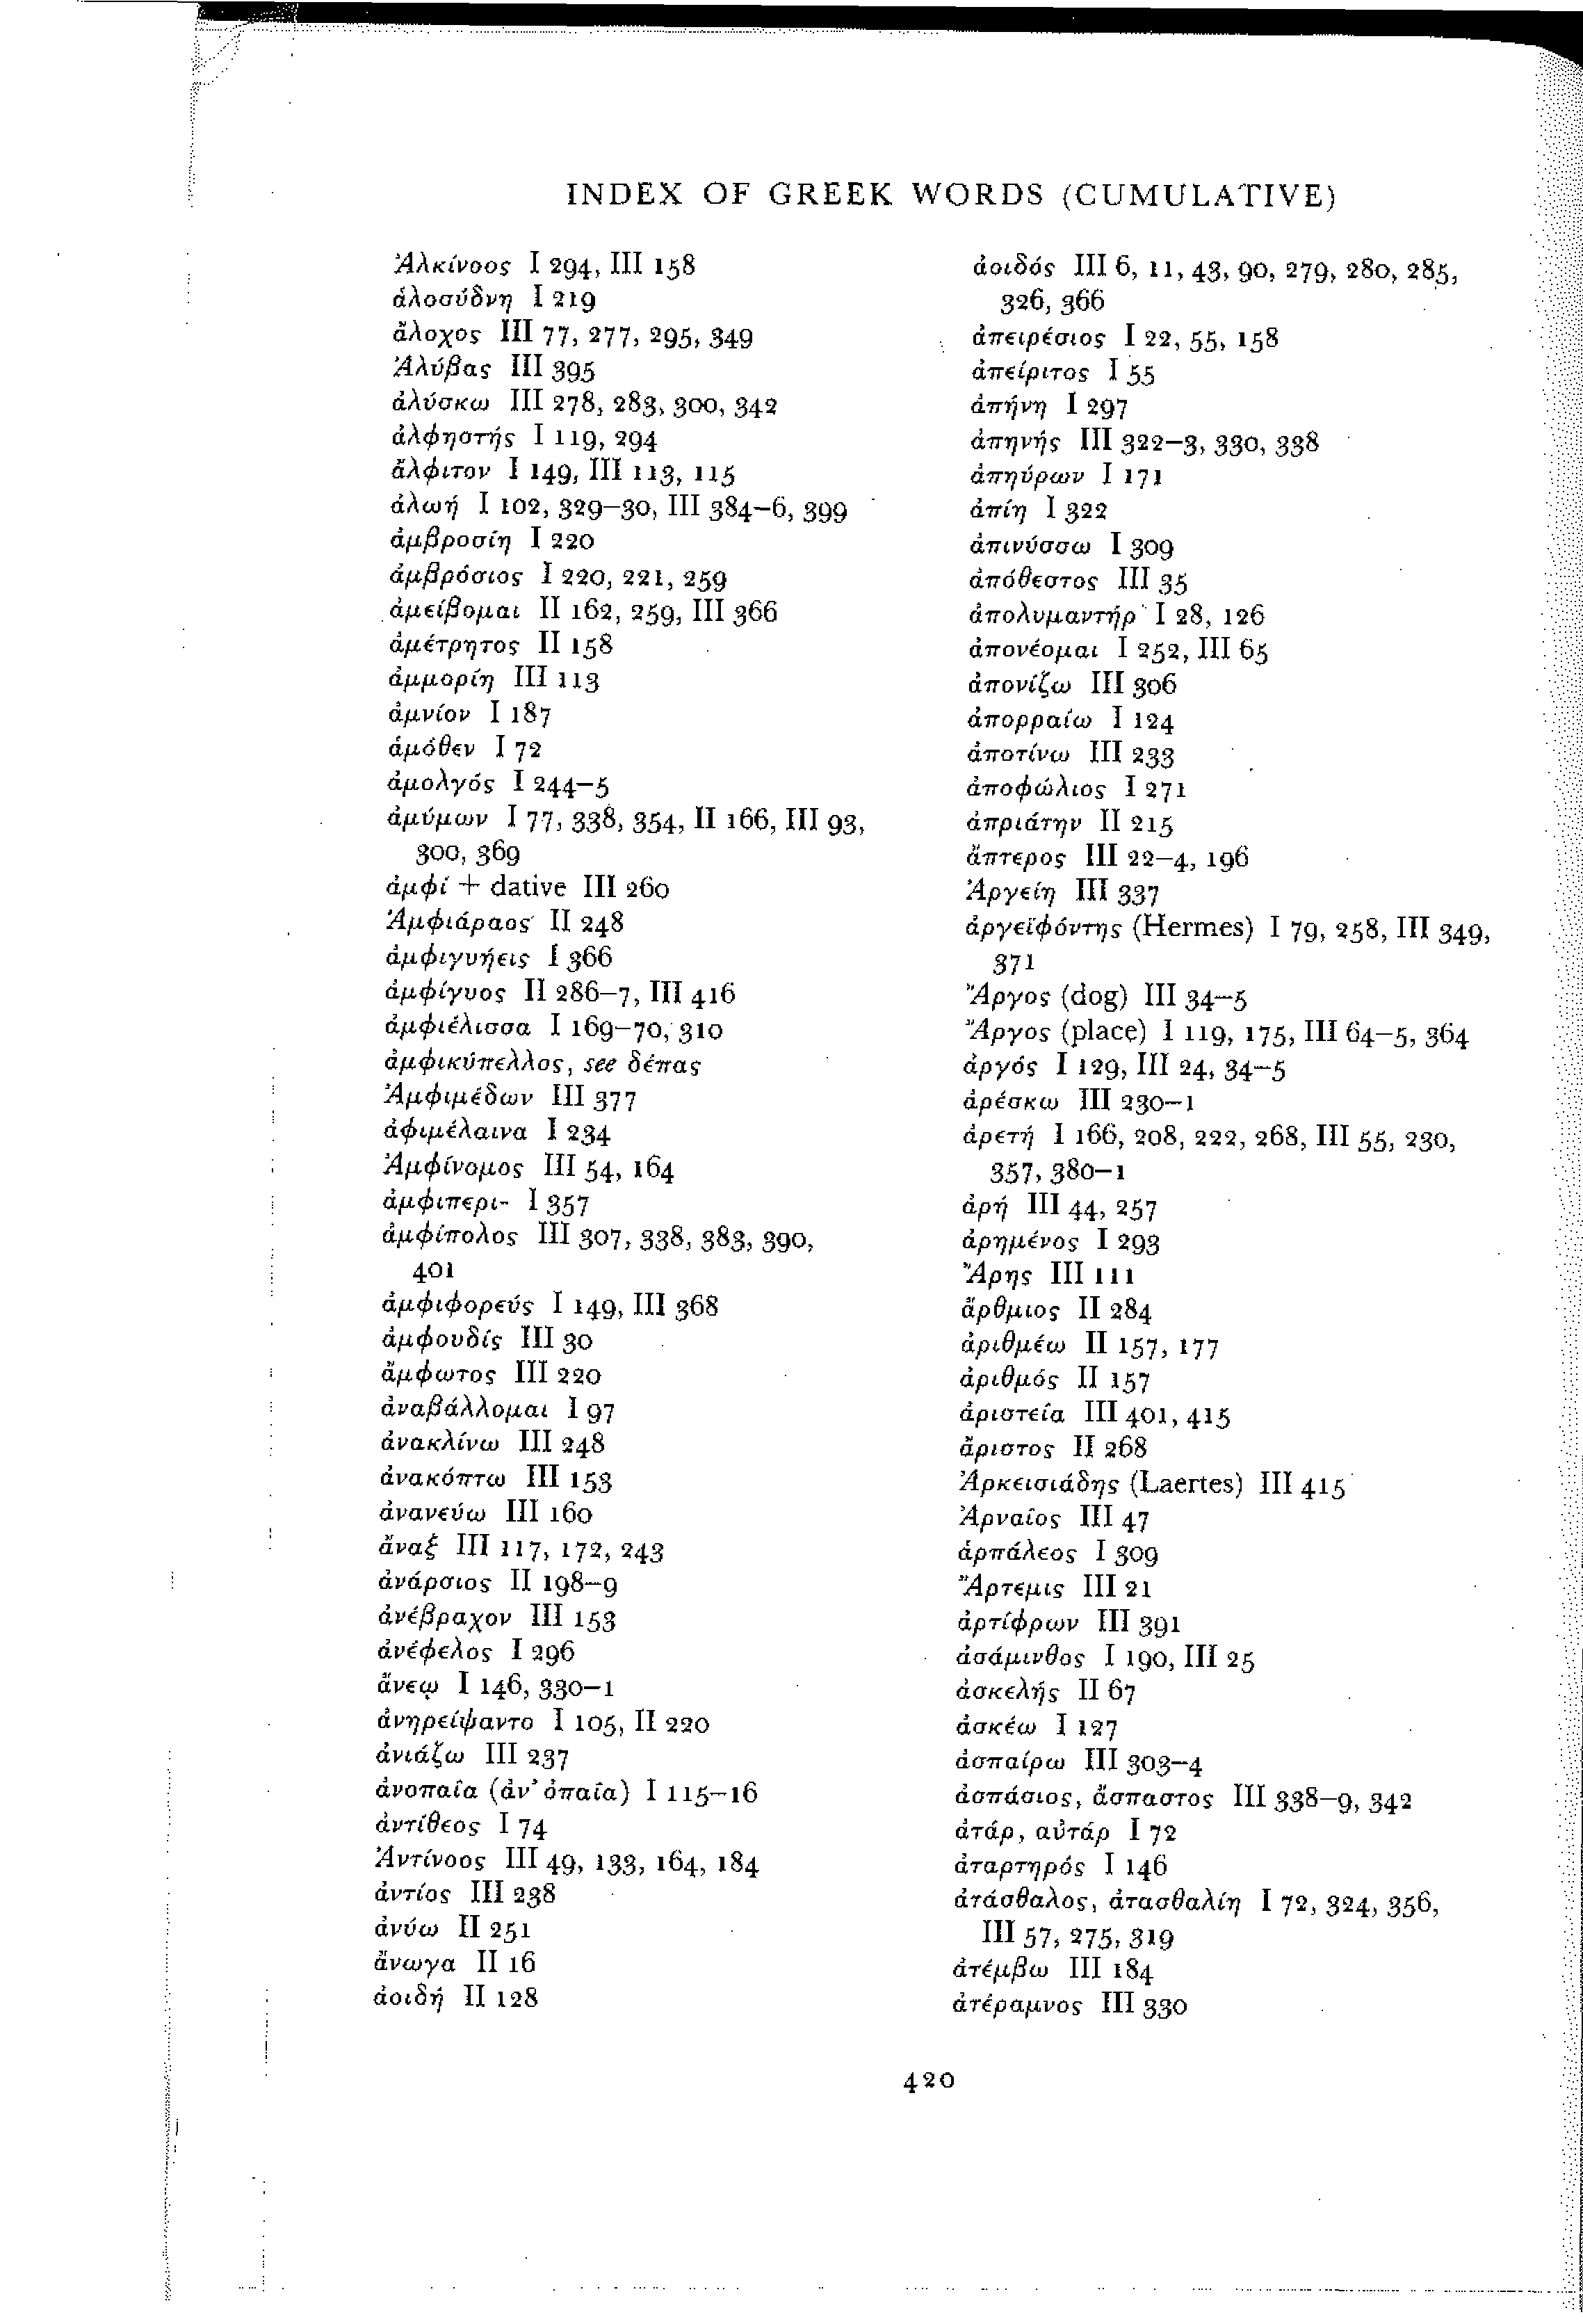 INDEX OF GREEK WORDS (CUMULATIVE)
Ἀλκίνοος I 294, III 158
ἁλοσύδνη I 219
ἄλοχος III 77, 277, 295, 349
Ἀλύβας III 395
ἀλύσκω III 278, 283, 300, 342
ἀλφηστής I 119, 294
ἄλφιτον I 149, III 113, 115
ἀλωή I 102, 329–30, III 384–6, 399
ἀμβροσίη I 220
ἀμβρόσιος I 220, 221, 259
ἀμείβομαι II 162, 259, III 366
ἀμέτρητος II 158
ἀμμορίη III 113
ἀμνίον I 187
ἁμόθεν I 72
ἀμολγός I 244–5
ἀμύμων I 77, 338, 354, II 166, III 93,
300, 369
ἀμφί + dative III 260
Ἀμφιάραος II 248
ἀμφιγυήεις I 366
ἀμφίγυος II 286–7, III 416
ἀμφιέλισσα I 169–70, 310
ἀμφικύπελλος, see δέπας
Ἀμφιμέδων III 377
ἀφιμέλαινα I 234
Ἀμφίνομος III 54, 164
ἀμφιπερι- I 357
ἀμφίπολος III 307, 338, 383, 390,
401
ἀμφιφορεύς I 149, III 368
ἀμφουδίς III 30
ἄμφωτος III 220
ἀναβάλλομαι I 97
ἀνακλίνω III 248
ἀνακόπτω III 153
ἀνανεύω III 160
ἄναξ III 117, 172, 243
ἀνάρσιος II 198–9
ἀνέβραχον III 153
ἀνέφελος I 296
ἄνεῳ I 146, 330–1
ἀνηρείψαντο I 105, II 220
ἀνιάζω III 237
ἀνοπαῖα (ἀν’ ὀπαῖα) I 115–16
ἀντίθεος I 74
Ἀντίνοος III 49, 133, 164, 184
ἀντίος III 238
ἀνύω II 251
ἄνωγα II 16
ἀοιδή II 128
ἀοιδός III 6, 11, 43, 90, 279, 280, 285,
326, 366
ἀπειρέσιος I 22, 55, 158
ἀπείριτος I 55
ἀπήνη I 297
ἀπηνής III 322–3, 330, 338
ἀπηύρων I 171
ἀπίη I 322
ἀπινύσσω I 309
ἀπόθεστος III 35
ἀπολυμαντήρ I 28, 126
ἀπονέομαι I 252, III 65
ἀπονίζω III 306
ἀπορραίω I 124
ἀποτίνω III 233
ἀποφώλιος I 271
ἀπριάτην II 215
ἄπτερος III 22–4, 196
Ἀργείη III 337
ἀργεϊφόντης (Hermes) I 79, 258, III 349,
371
Ἄργος (dog) III 34–5
Ἄργος (place) I 119, 175, III 64–5, 364
ἀργός I 129, III 24, 34–5
ἀρέσκω III 230–1
ἀρετή I 166, 208, 222, 268, III 55, 230,
357, 380–1
ἀρή III 44, 257
ἀρημένος I 293
Ἄρης III 111
ἄρθμιος II 284
ἀριθμέω II 157, 177
ἀριθμός II 157
ἀριστεία III 401, 415
ἄριστος II 268
Ἀρκεισιάδης (Laertes) III 415
Ἀρναῖος III 47
ἁρπάλεος I 309
Ἄρτεμις III 21
ἀρτίφρων III 391
ἀσάμινθος I 190, III 25
ἀσκελής II 67
ἀσκέω I 127
ἀσπαίρω III 303–4
ἀσπάσιος, ἄσπαστος III 338–9, 342
ἀτάρ, αὐτάρ I 72
ἀταρτηρός I 146
ἀτάσθαλος, ἀτασθαλίη I 72, 324, 356,
III 57, 275, 319
ἀτέμβω III 184
ἀτέραμνος III 330
420